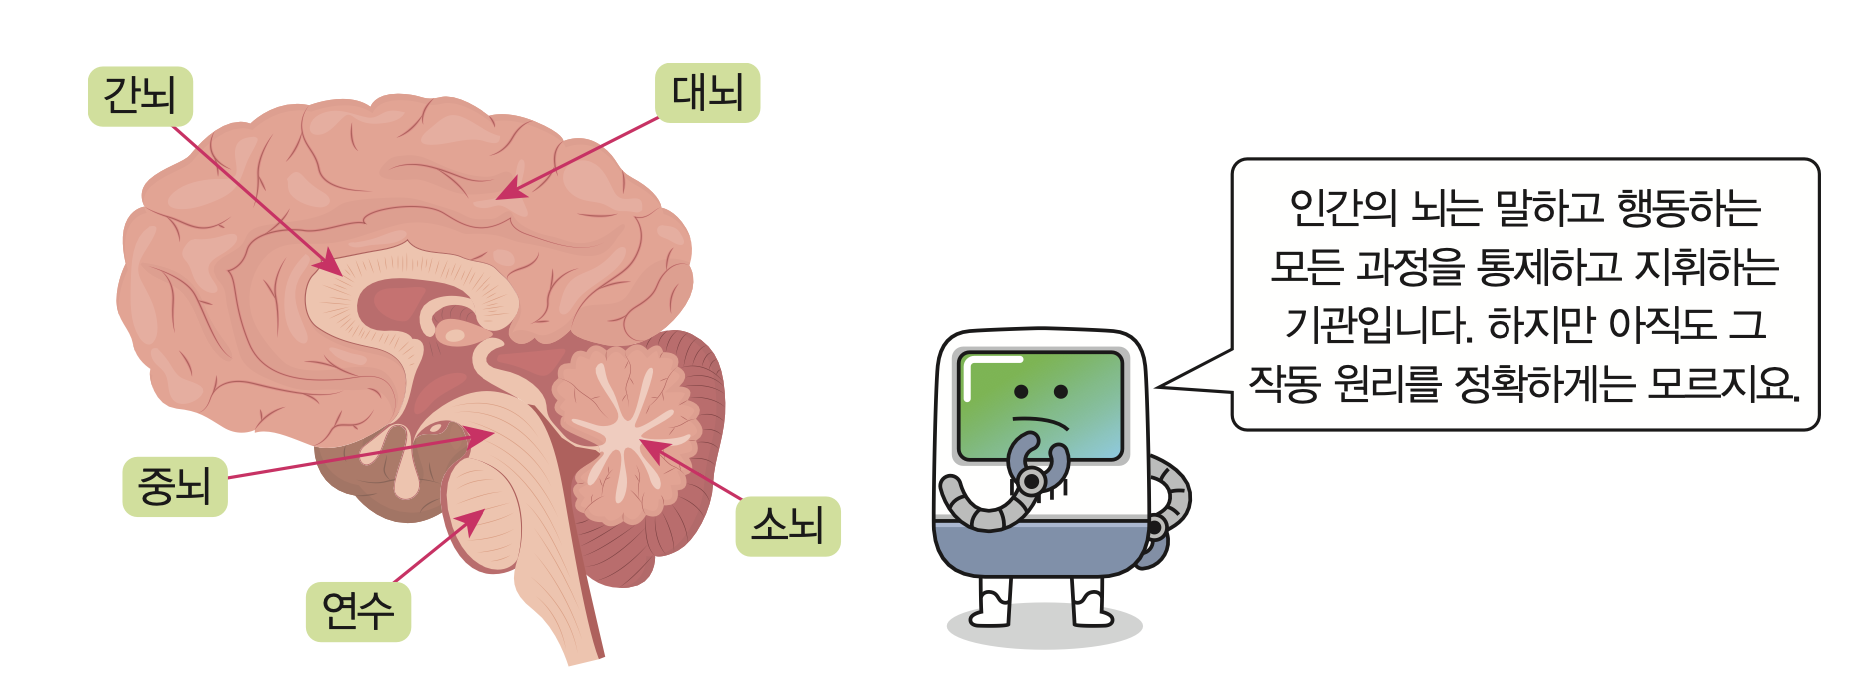 간뇌
대뇌
중뇌
소뇌
연수
인간의 뇌는 말하고 행동하는
모든 과정을 통제하고 지휘하는
기관입니다. 하지만 아직도 그
작동 원리를 정확하게는 모르지요.